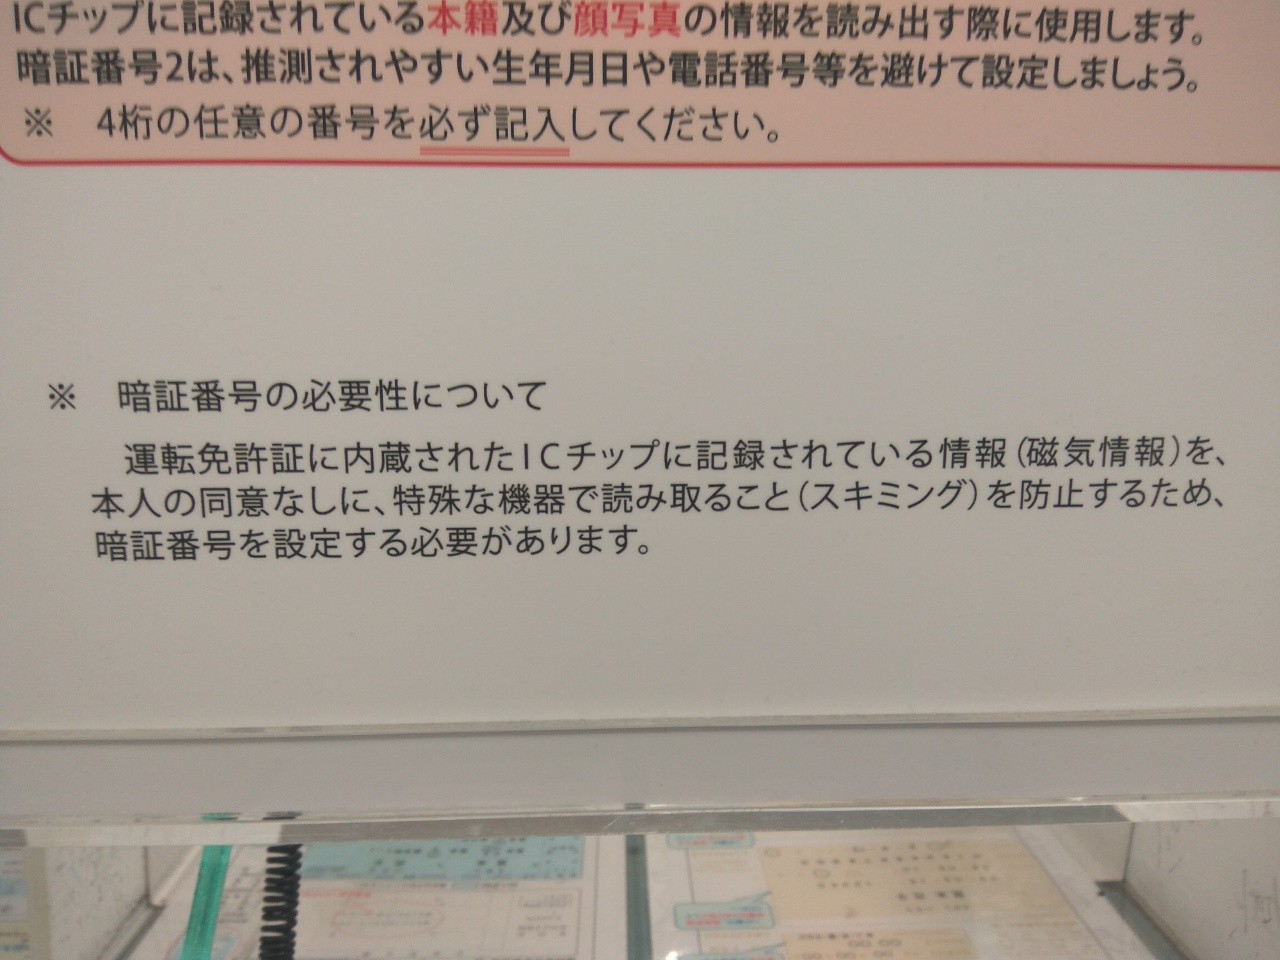 ICチップに記録されている本籍及び顔写真の情報を読み出す際に使用します。
暗証番号2は、推測されやすい生年月日や電話番号等を避けて設定しましょう。
※　4桁の任意の番号を必ず記入してください。
※　暗証番号の必要性について
運転免許証に内蔵されたICチップに記録されている情報（磁気情報）を、
本人の同意なしに、特殊な機器で読み取ること（スキミング）を防止するため、
暗証番号を設定する必要があります。